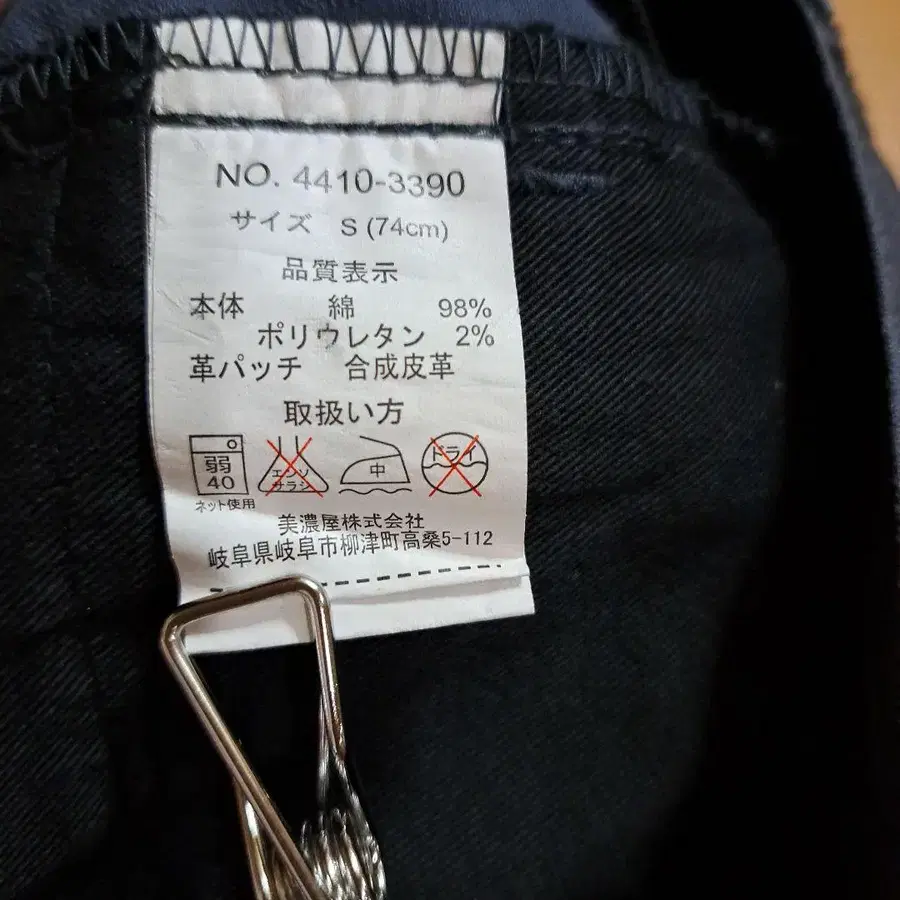 NO. 4410-3390
サイズ S (74cm)
品質表示
本体 綿 98%
ポリウレタン 2%
革パッチ 合成皮革
取扱い方
弱 40 エンソ サラシ 中 ドライ
ネット使用
美濃屋株式会社
岐阜県岐阜市柳津町高桑5-112